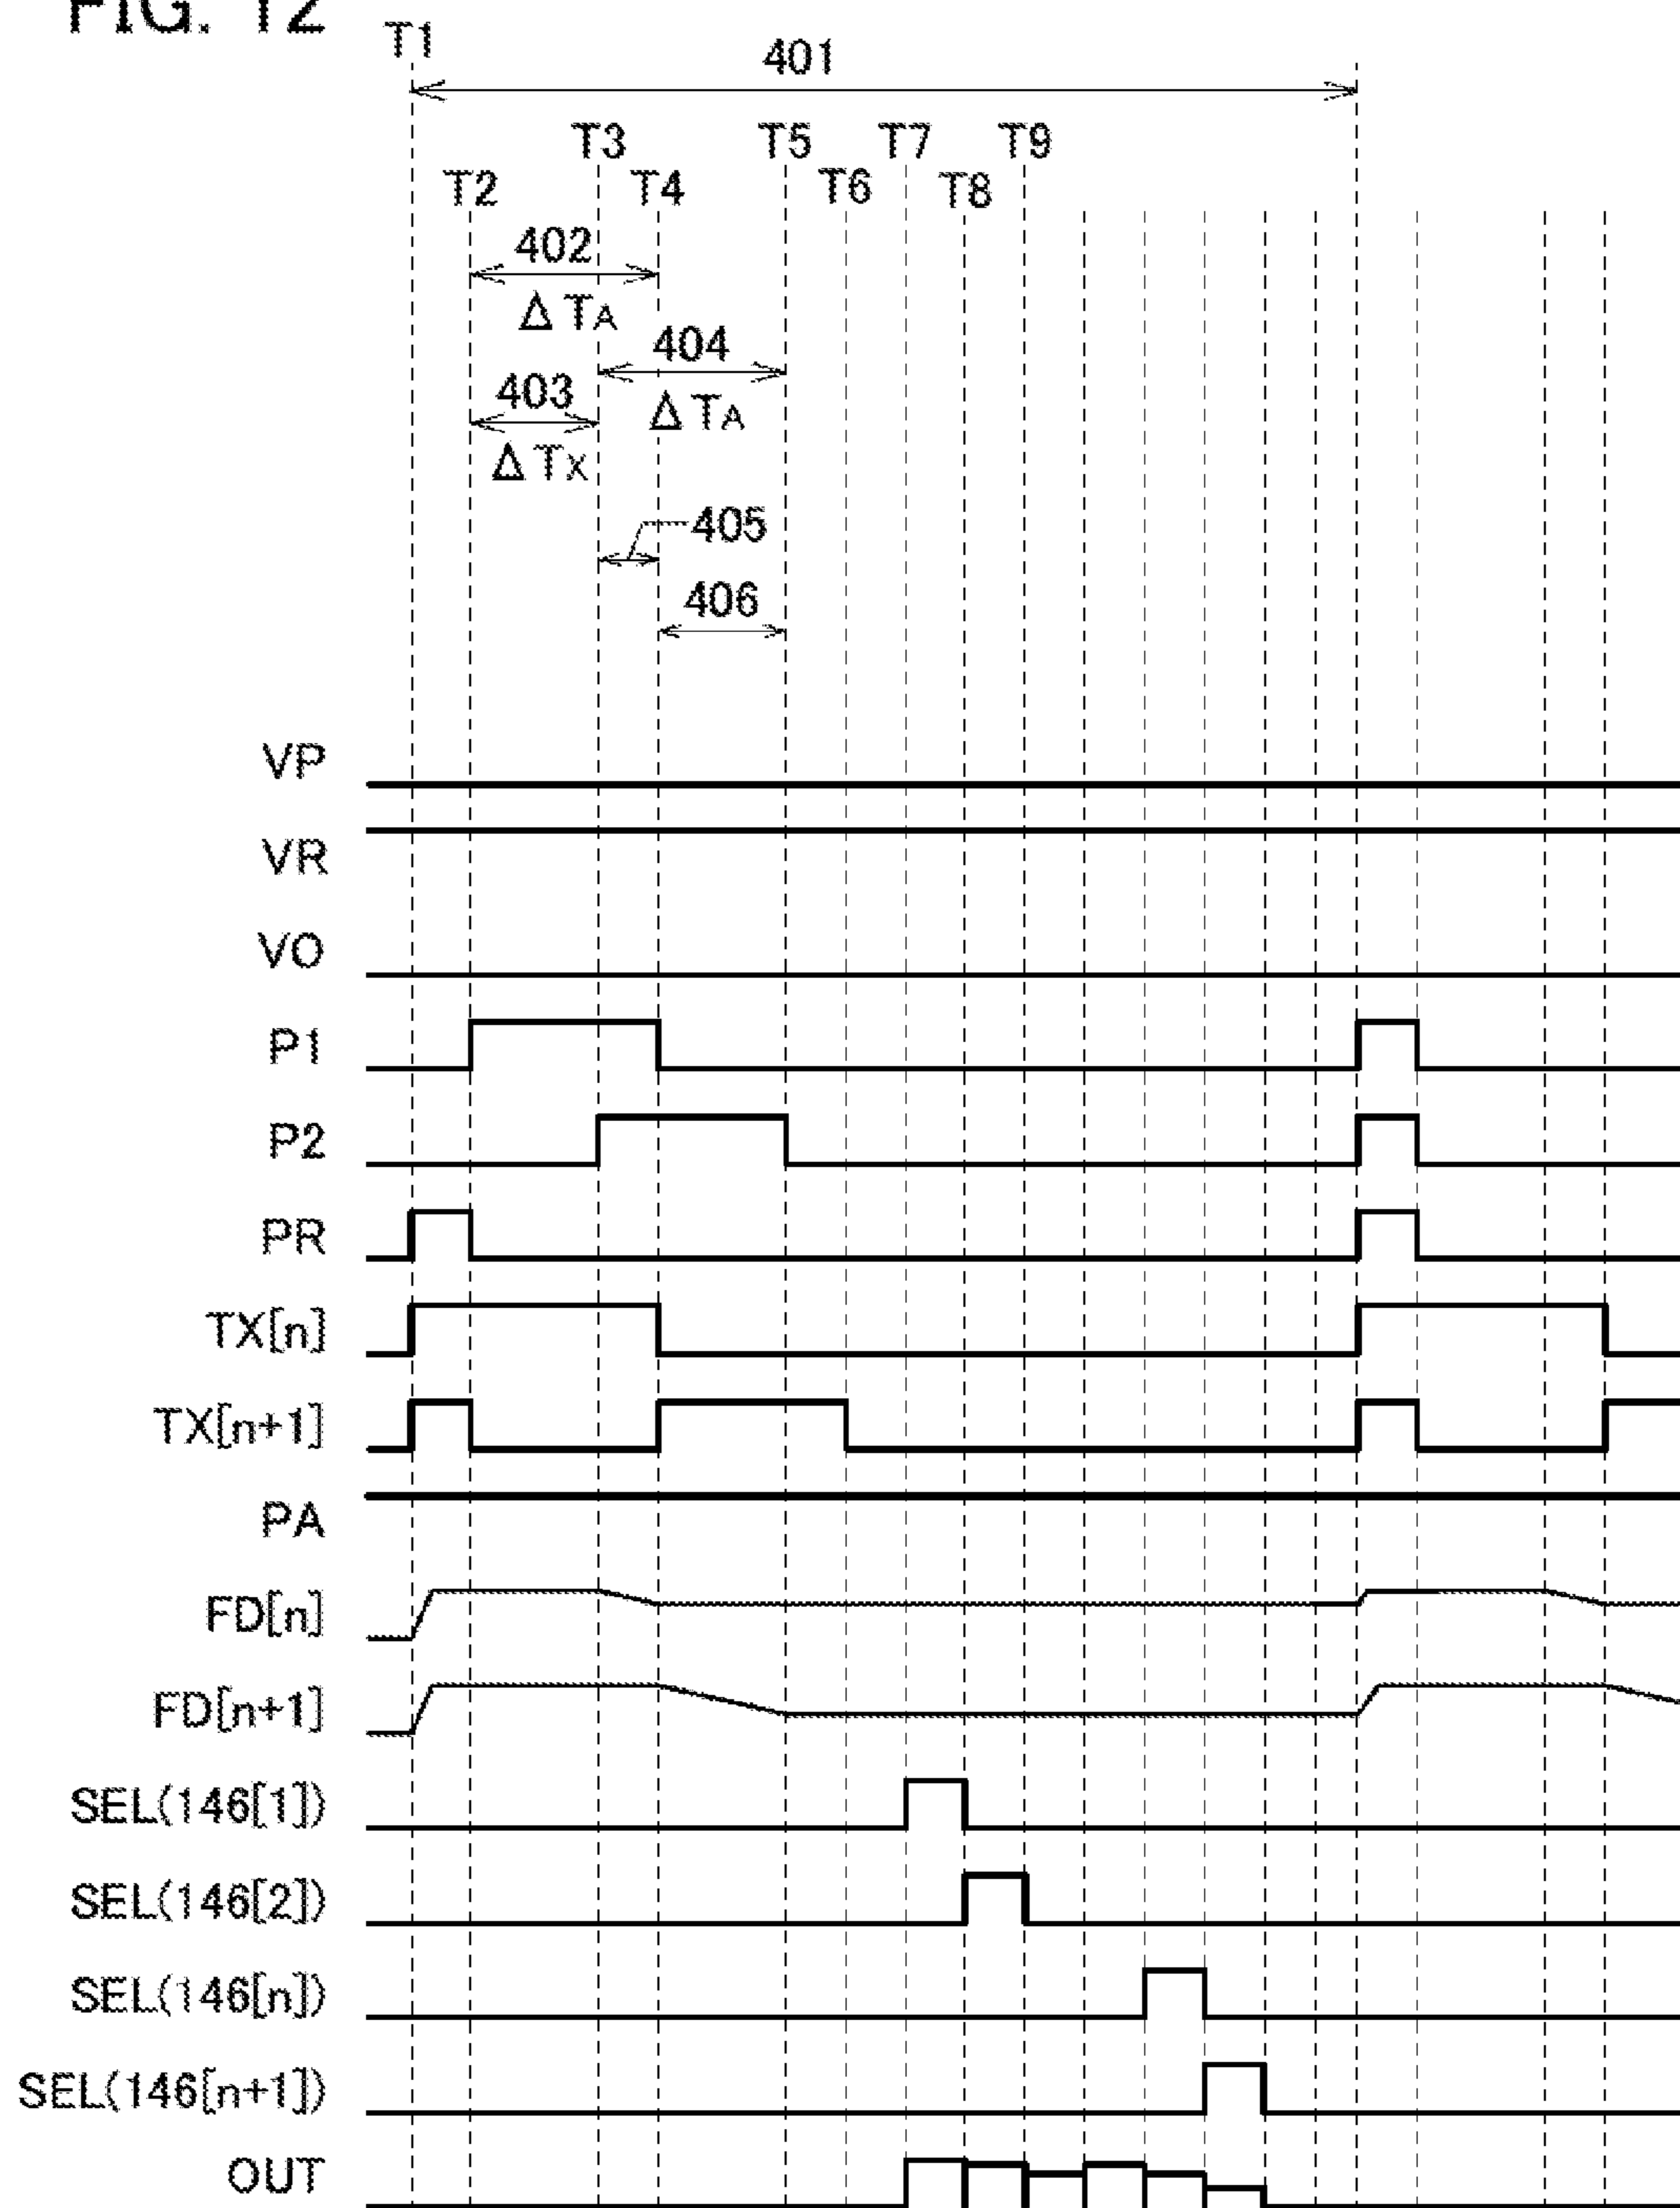 FIG. 12
T1
401
T3 T5 T7 T9
T2 T4 T6 T8
402
ΔTA
404
403
ΔTA
ΔTX
405
406
VP
VR
VO
P1
P2
PR
TX[n]
TX[n+1]
PA
FD[n]
FD[n+1]
SEL(146[1])
SEL(146[2])
SEL(146[n])
SEL(146[n+1])
OUT